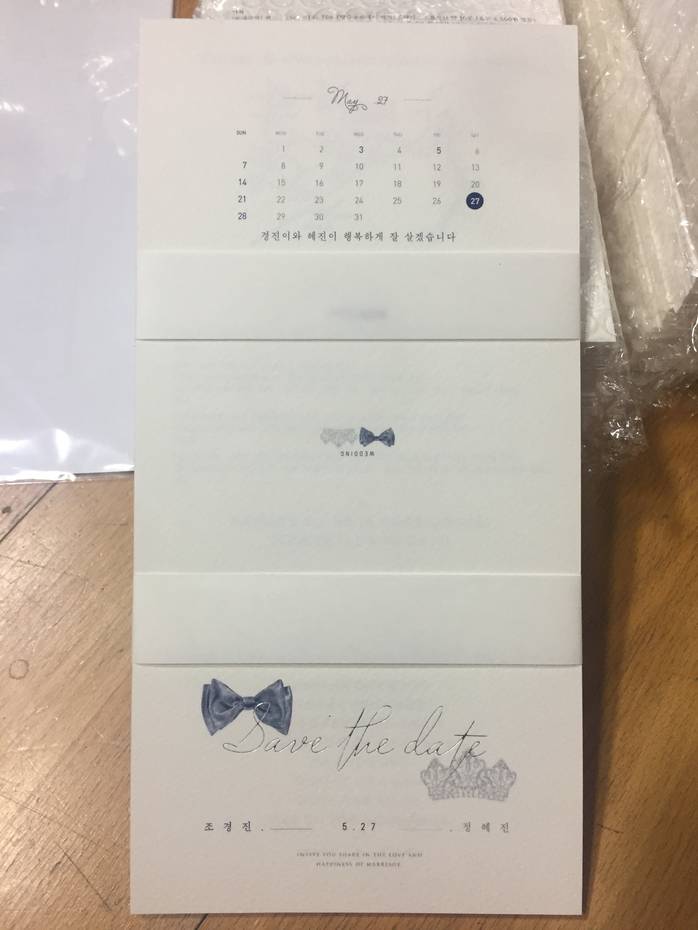 May 27
SUN MON TUE WED THU FRI SAT
1 2 3 4 5 6
7 8 9 10 11 12 13
14 15 16 17 18 19 20
21 22 23 24 25 26 27
28 29 30 31
경진이와 혜진이 행복하게 잘 살겠습니다
WEDDING
Save the date
조경진. 5.27 .정혜진
INVITE YOU SHARE IN THE LOVE AND
HAPPINESS OF MARRIAGE.